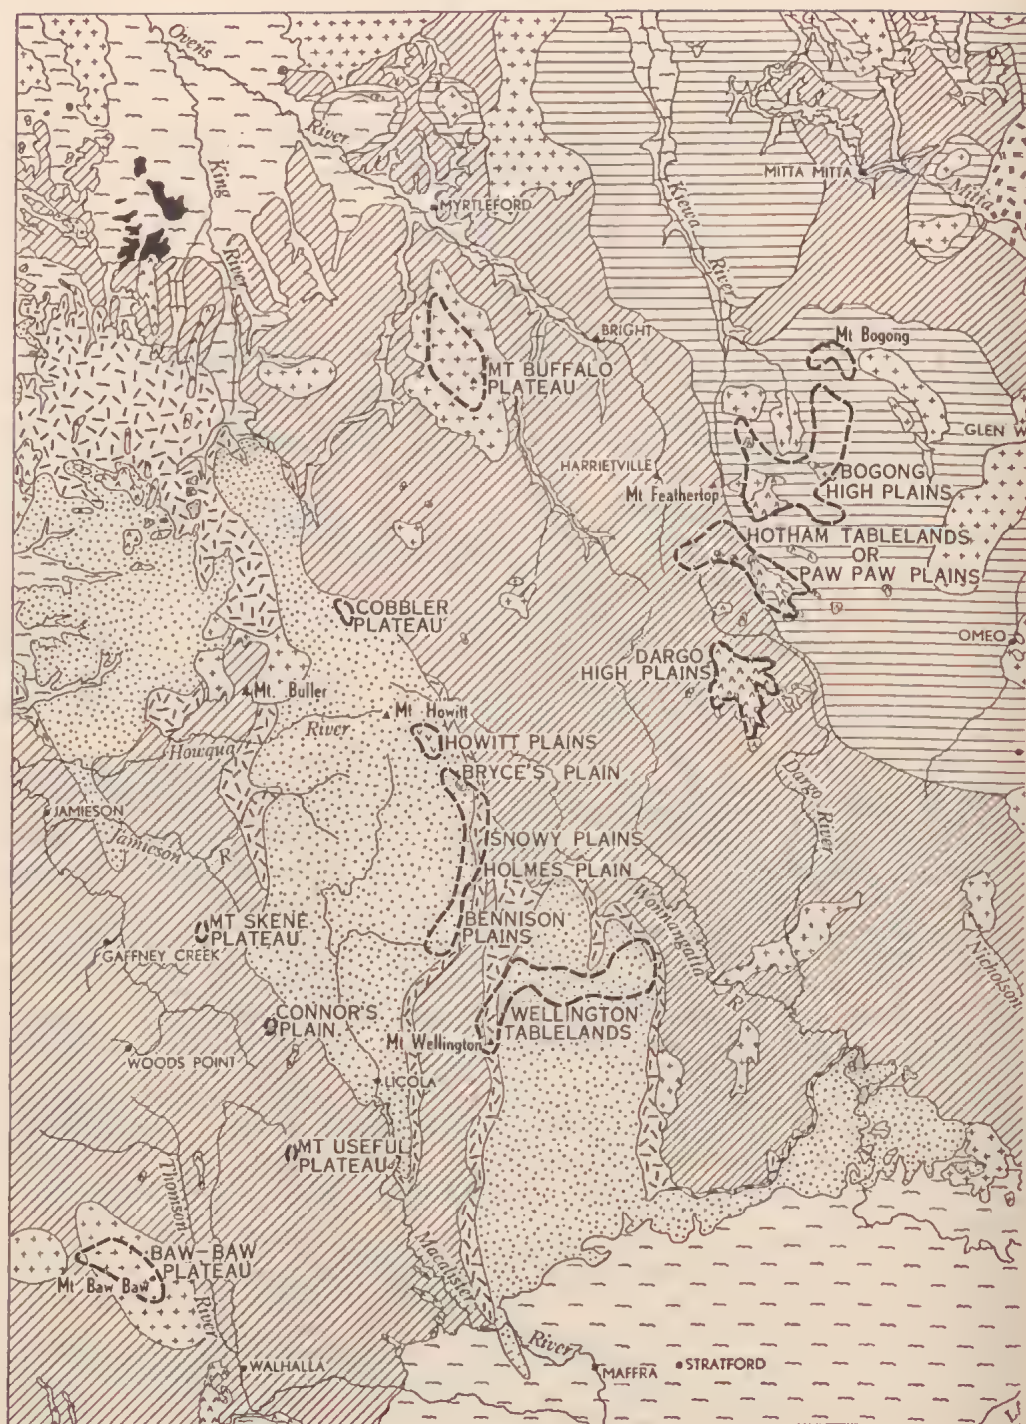 Ovens
River
King
River
MYRTLEFORD
Kiewa
River
MITTA MITTA
Mitta
BRIGHT
Mt Bogong
MT BUFFALO
PLATEAU
GLEN W
HARRIETVILLE
Mt Feathertop
BOGONG
HIGH PLAINS
HOTHAM TABLELANDS
OR
PAW PAW PLAINS
COBBLER
PLATEAU
OMEO
DARGO
HIGH PLAINS
Mt. Buller
Mt Howitt
Howqua
River
HOWITT PLAINS
BRYCE'S PLAIN
Dargo
River
JAMIESON
Jamieson
R
SNOWY PLAINS
HOLMES PLAIN
Wonnangatta
R
MT SKENE
PLATEAU
BENNISON
PLAINS
GAFFNEY CREEK
Nicholson
CONNOR'S
PLAIN
WELLINGTON
TABLELANDS
Mt Wellington
WOODS POINT
LICOLA
MT USEFUL
PLATEAU
Thomson
River
BAW-BAW
PLATEAU
Mt Baw Baw
Macalister
River
WALHALLA
MAFFRA
STRATFORD